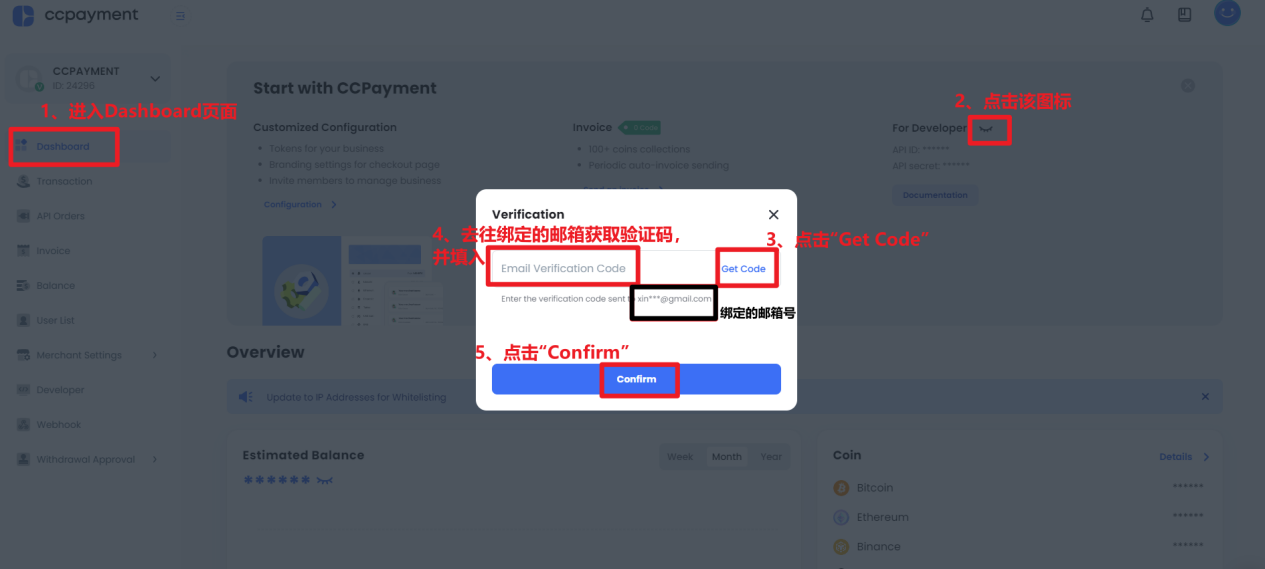 ccpayment
CCPAYMENT
ID: 24296
1、进入Dashboard页面
Dashboard
Transaction
API Orders
Invoice
Balance
User List
Merchant Settings
Developer
Webhook
Withdrawal Approval
Start with CCPayment
Customized Configuration
Tokens for your business
Branding settings for checkout page
Invite members to manage business
Configuration
Invoice
100+ coins collections
Periodic auto-invoice sending
2、点击该图标
For Developer
API ID: ******
API secret: ******
Documentation
Verification
4、去往绑定的邮箱获取验证码，
并填入
3、点击“Get Code”
Email Verification Code
Get Code
Enter the verification code sent to xin***@gmail.com
绑定的邮箱号
5、点击“Confirm”
Confirm
Overview
Update to IP Addresses for Whitelisting
Estimated Balance
Week Month Year
******
Coin
Details
Bitcoin ******
Ethereum ******
Binance ******